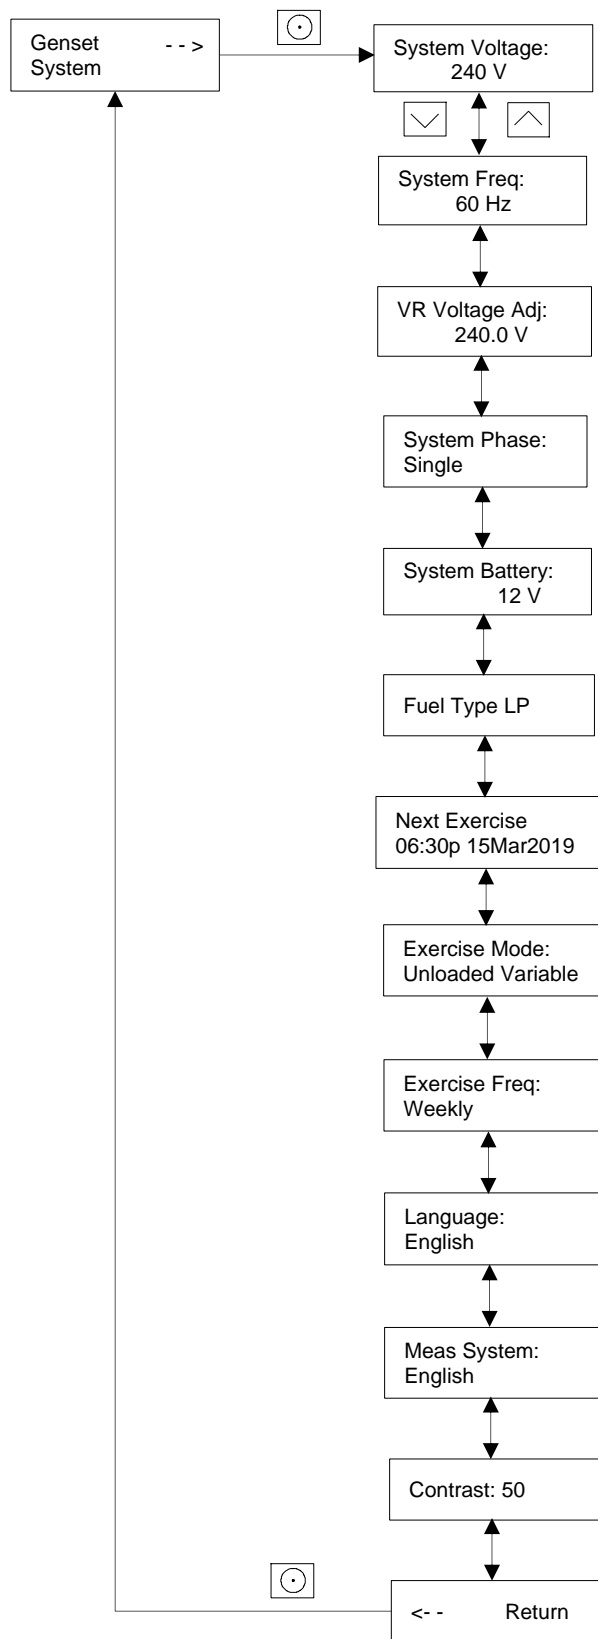 Genset - - >
System
System Voltage:
240 V
System Freq:
60 Hz
VR Voltage Adj:
240.0 V
System Phase:
Single
System Battery:
12 V
Fuel Type LP
Next Exercise
06:30p 15Mar2019
Exercise Mode:
Unloaded Variable
Exercise Freq:
Weekly
Language:
English
Meas System:
English
Contrast: 50
<- - Return